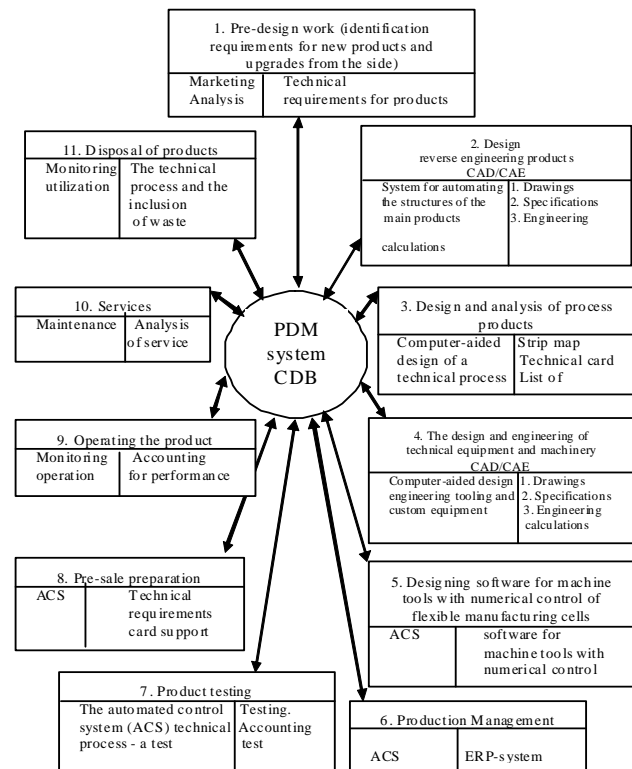 1. Pre-design work (identification
requirements for new products and
upgrades from the side)
Marketing
Analysis
Technical
requirements for products
11. Disposal of products
Monitoring
utilization
The technical
process and the
inclusion
of waste
2. Design
reverse engineering products
CAD/CAE
System for automating
the structures of the
main products
calculations
1. Drawings
2. Specifications
3. Engineering
10. Services
Maintenance
Analysis
of service
PDM
system
CDB
3. Design and analysis of process
products
Computer-aided
design of a
technical process
Strip map
Technical card
List of
9. Operating the product
Monitoring
operation
Accounting
for performance
4. The design and engineering of
technical equipment and machinery
CAD/CAE
Computer-aided design
engineering tooling and
custom equipment
1. Drawings
2. Specifications
3. Engineering
calculations
8. Pre-sale preparation
ACS
Technical
requirements
card support
5. Designing software for machine
tools with numerical control of
flexible manufacturing cells
ACS
software for
machine tools with
numerical control
7. Product testing
The automated control
system (ACS) technical
process - a test
Testing.
Accounting
test
6. Production Management
ACS
ERP-system